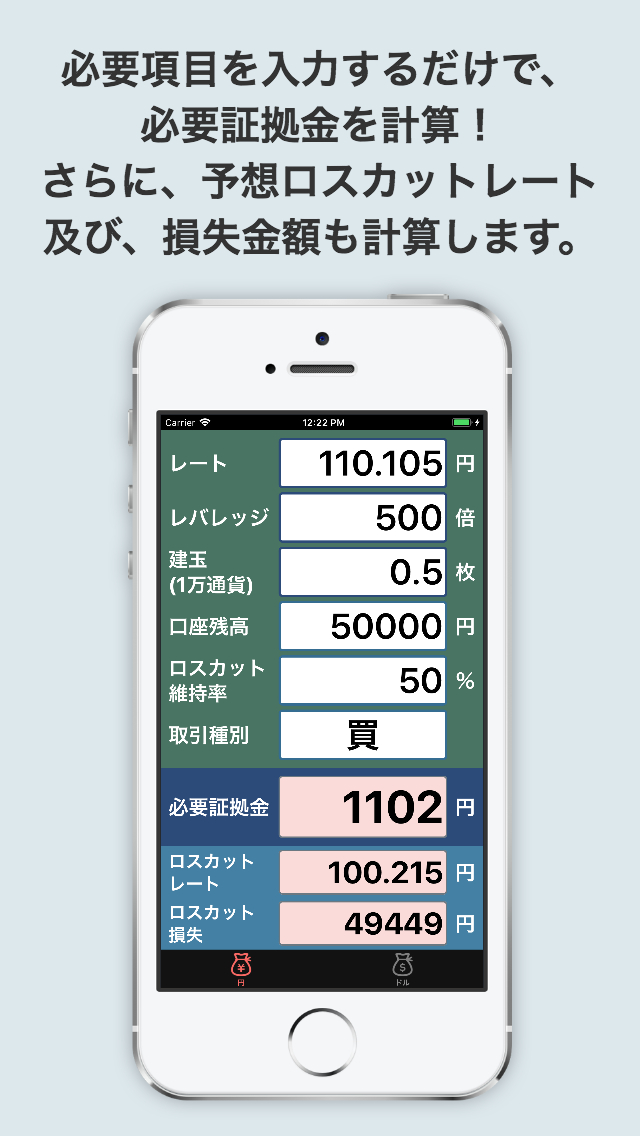 必要項目を入力するだけで、
必要証拠金を計算！
さらに、予想ロスカットレート
及び、損失金額も計算します。
Carrier 12:22 PM
レート 110.105 円
レバレッジ 500 倍
建玉
(1万通貨) 0.5 枚
口座残高 50000 円
ロスカット
維持率 50 %
取引種別 買
必要証拠金 1102 円
ロスカット
レート 100.215 円
ロスカット
損失 49449 円
¥ $
円 ドル